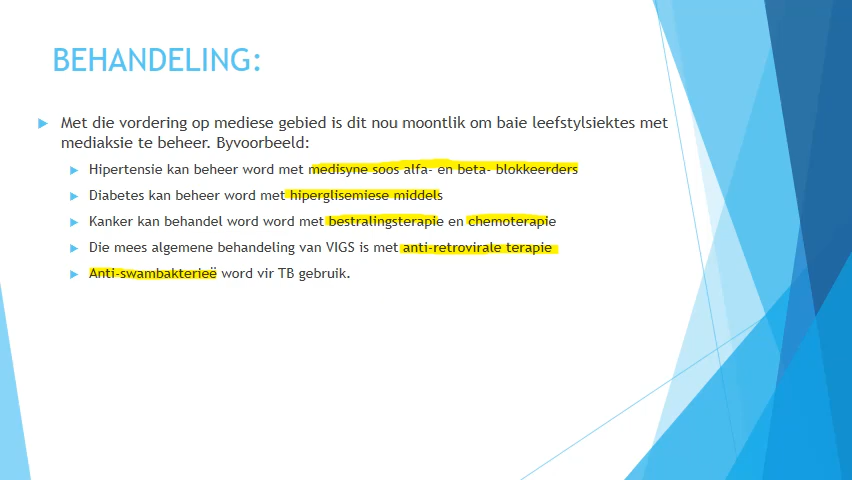 BEHANDELING:
Met die vordering op mediese gebied is dit nou moontlik om baie leefstylsiektes met
mediaksie te beheer. Byvoorbeeld:
Hipertensie kan beheer word met medisyne soos alfa- en beta- blokkeerders
Diabetes kan beheer word met hiperglisemiese middels
Kanker kan behandel word word met bestralingsterapie en chemoterapie
Die mees algemene behandeling van VIGS is met anti-retrovirale terapie
Anti-swambakterieë word vir TB gebruik.